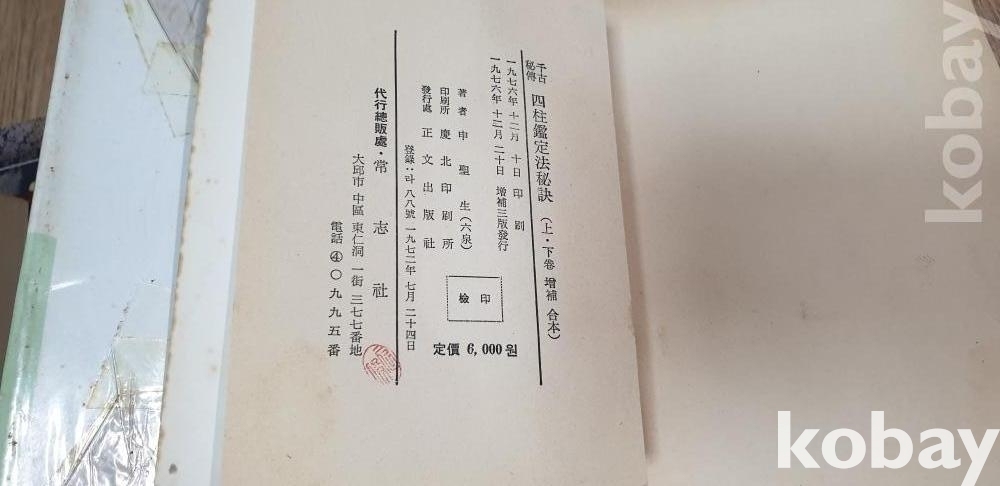 千古
秘傳 四柱鑑定法秘訣 (上·下卷 增補 合本)
一九七六年 十二月 十日 印刷
一九七六年 十二月 二十日 增補三版發行
著者 申聖生(六泉)
印刷所 慶北印刷所
發行處 正文出版社
登錄:라八八號 一九七二年 七月 二十四日
印檢
定價 6,000원
代行總販處·常志社
大邱市 中區 東仁洞 一街 三七七番地
電話 ④ 〇九九五番
kobay
kobay